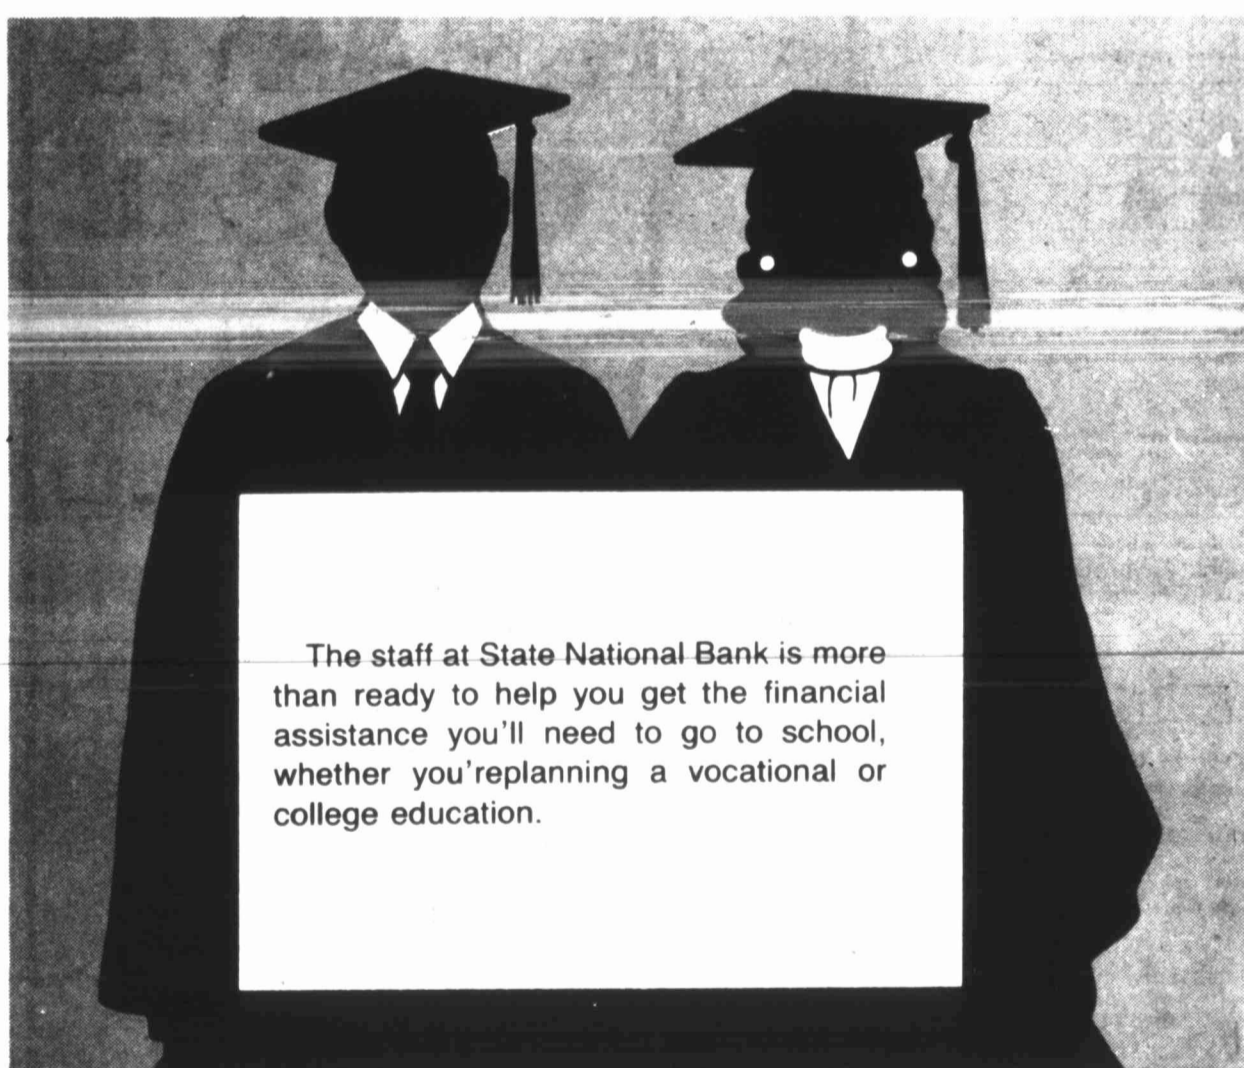 The staff at State National Bank is more
than ready to help you get the financial
assistance you'll need to go to school,
whether you'replanning a vocational or
college education.